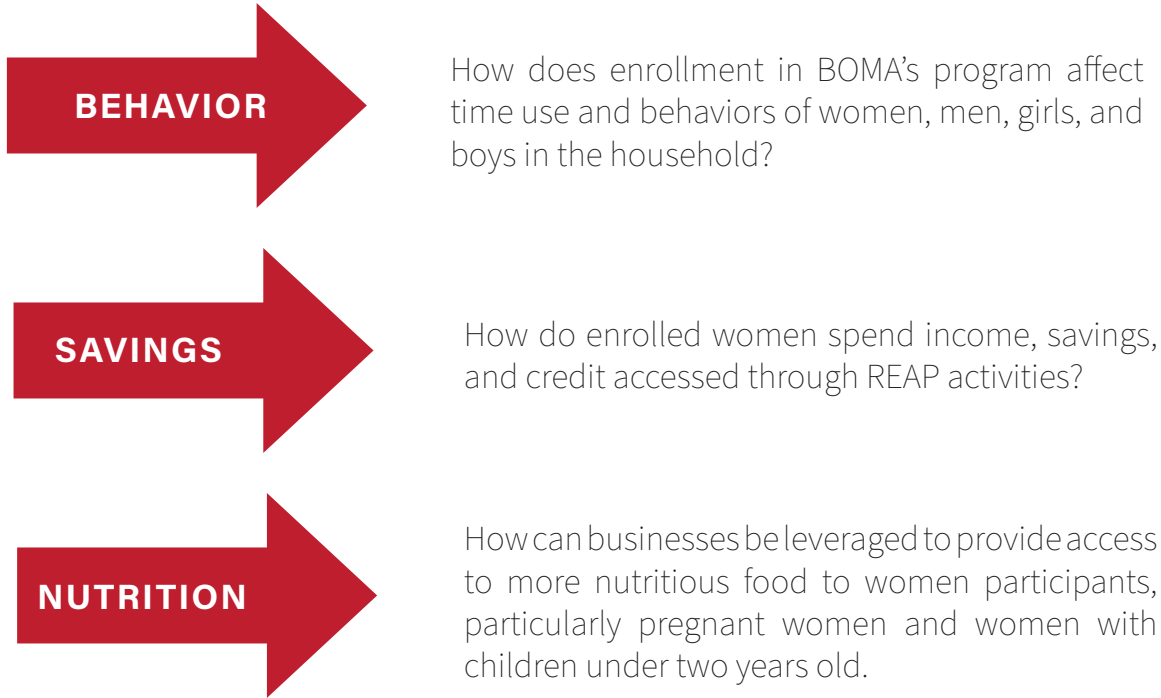 BEHAVIOR
How does enrollment in BOMA’s program affect
time use and behaviors of women, men, girls, and
boys in the household?
SAVINGS
How do enrolled women spend income, savings,
and credit accessed through REAP activities?
NUTRITION
How can businesses be leveraged to provide access
to more nutritious food to women participants,
particularly pregnant women and women with
children under two years old.